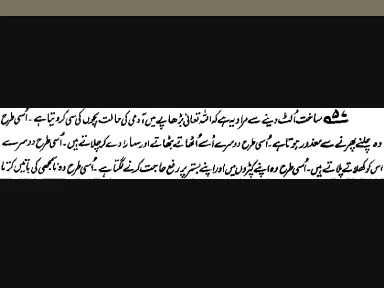 ۵۷ ساخت اُلٹ دینے سے مراد یہ ہے کہ اللہ تعالیٰ بڑھاپے میں آدمی کی حالت بچوں کی سی کر دیتا ہے۔ اُسی طرح
وہ چلنے پھرنے سے معذور ہوتا ہے۔ اُسی طرح دوسرے اُسے اُٹھاتے بٹھاتے اور سہارا دے کر چلاتے ہیں۔ اُسی طرح دوسرے
اس کو کھلاتے پلاتے ہیں۔ اُسی طرح وہ اپنے کپڑوں میں اور اپنے بستر پر رفع حاجت کرنے لگتا ہے۔ اُسی طرح وہ ناسمجھی کی باتیں کرتا